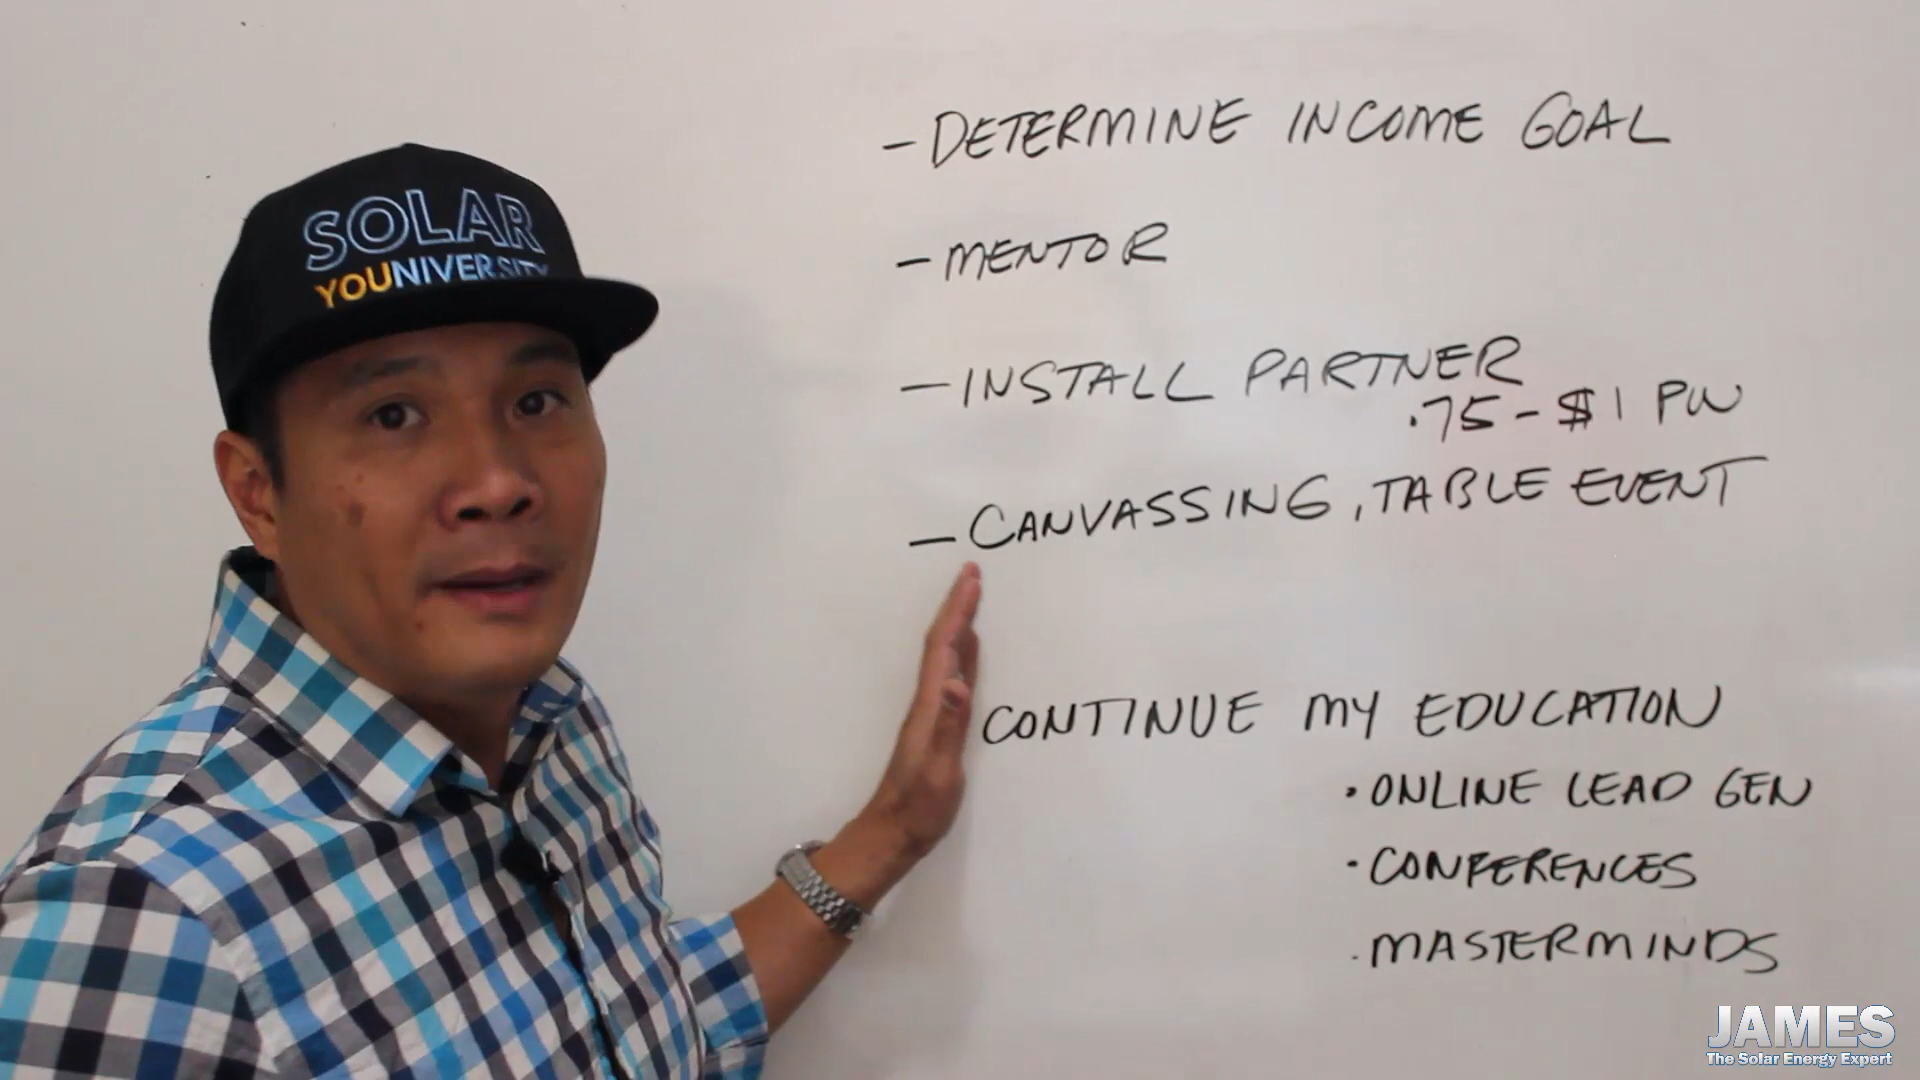 SOLAR
YOUNIVERSITY
- DETERMINE INCOME GOAL
- MENTOR
- INSTALL PARTNER
.75 - $1 PW
- CANVASSING, TABLE EVENT
CONTINUE MY EDUCATION
• ONLINE LEAD GEN
• CONFERENCES
• MASTERMINDS
JAMES
The Solar Energy Expert